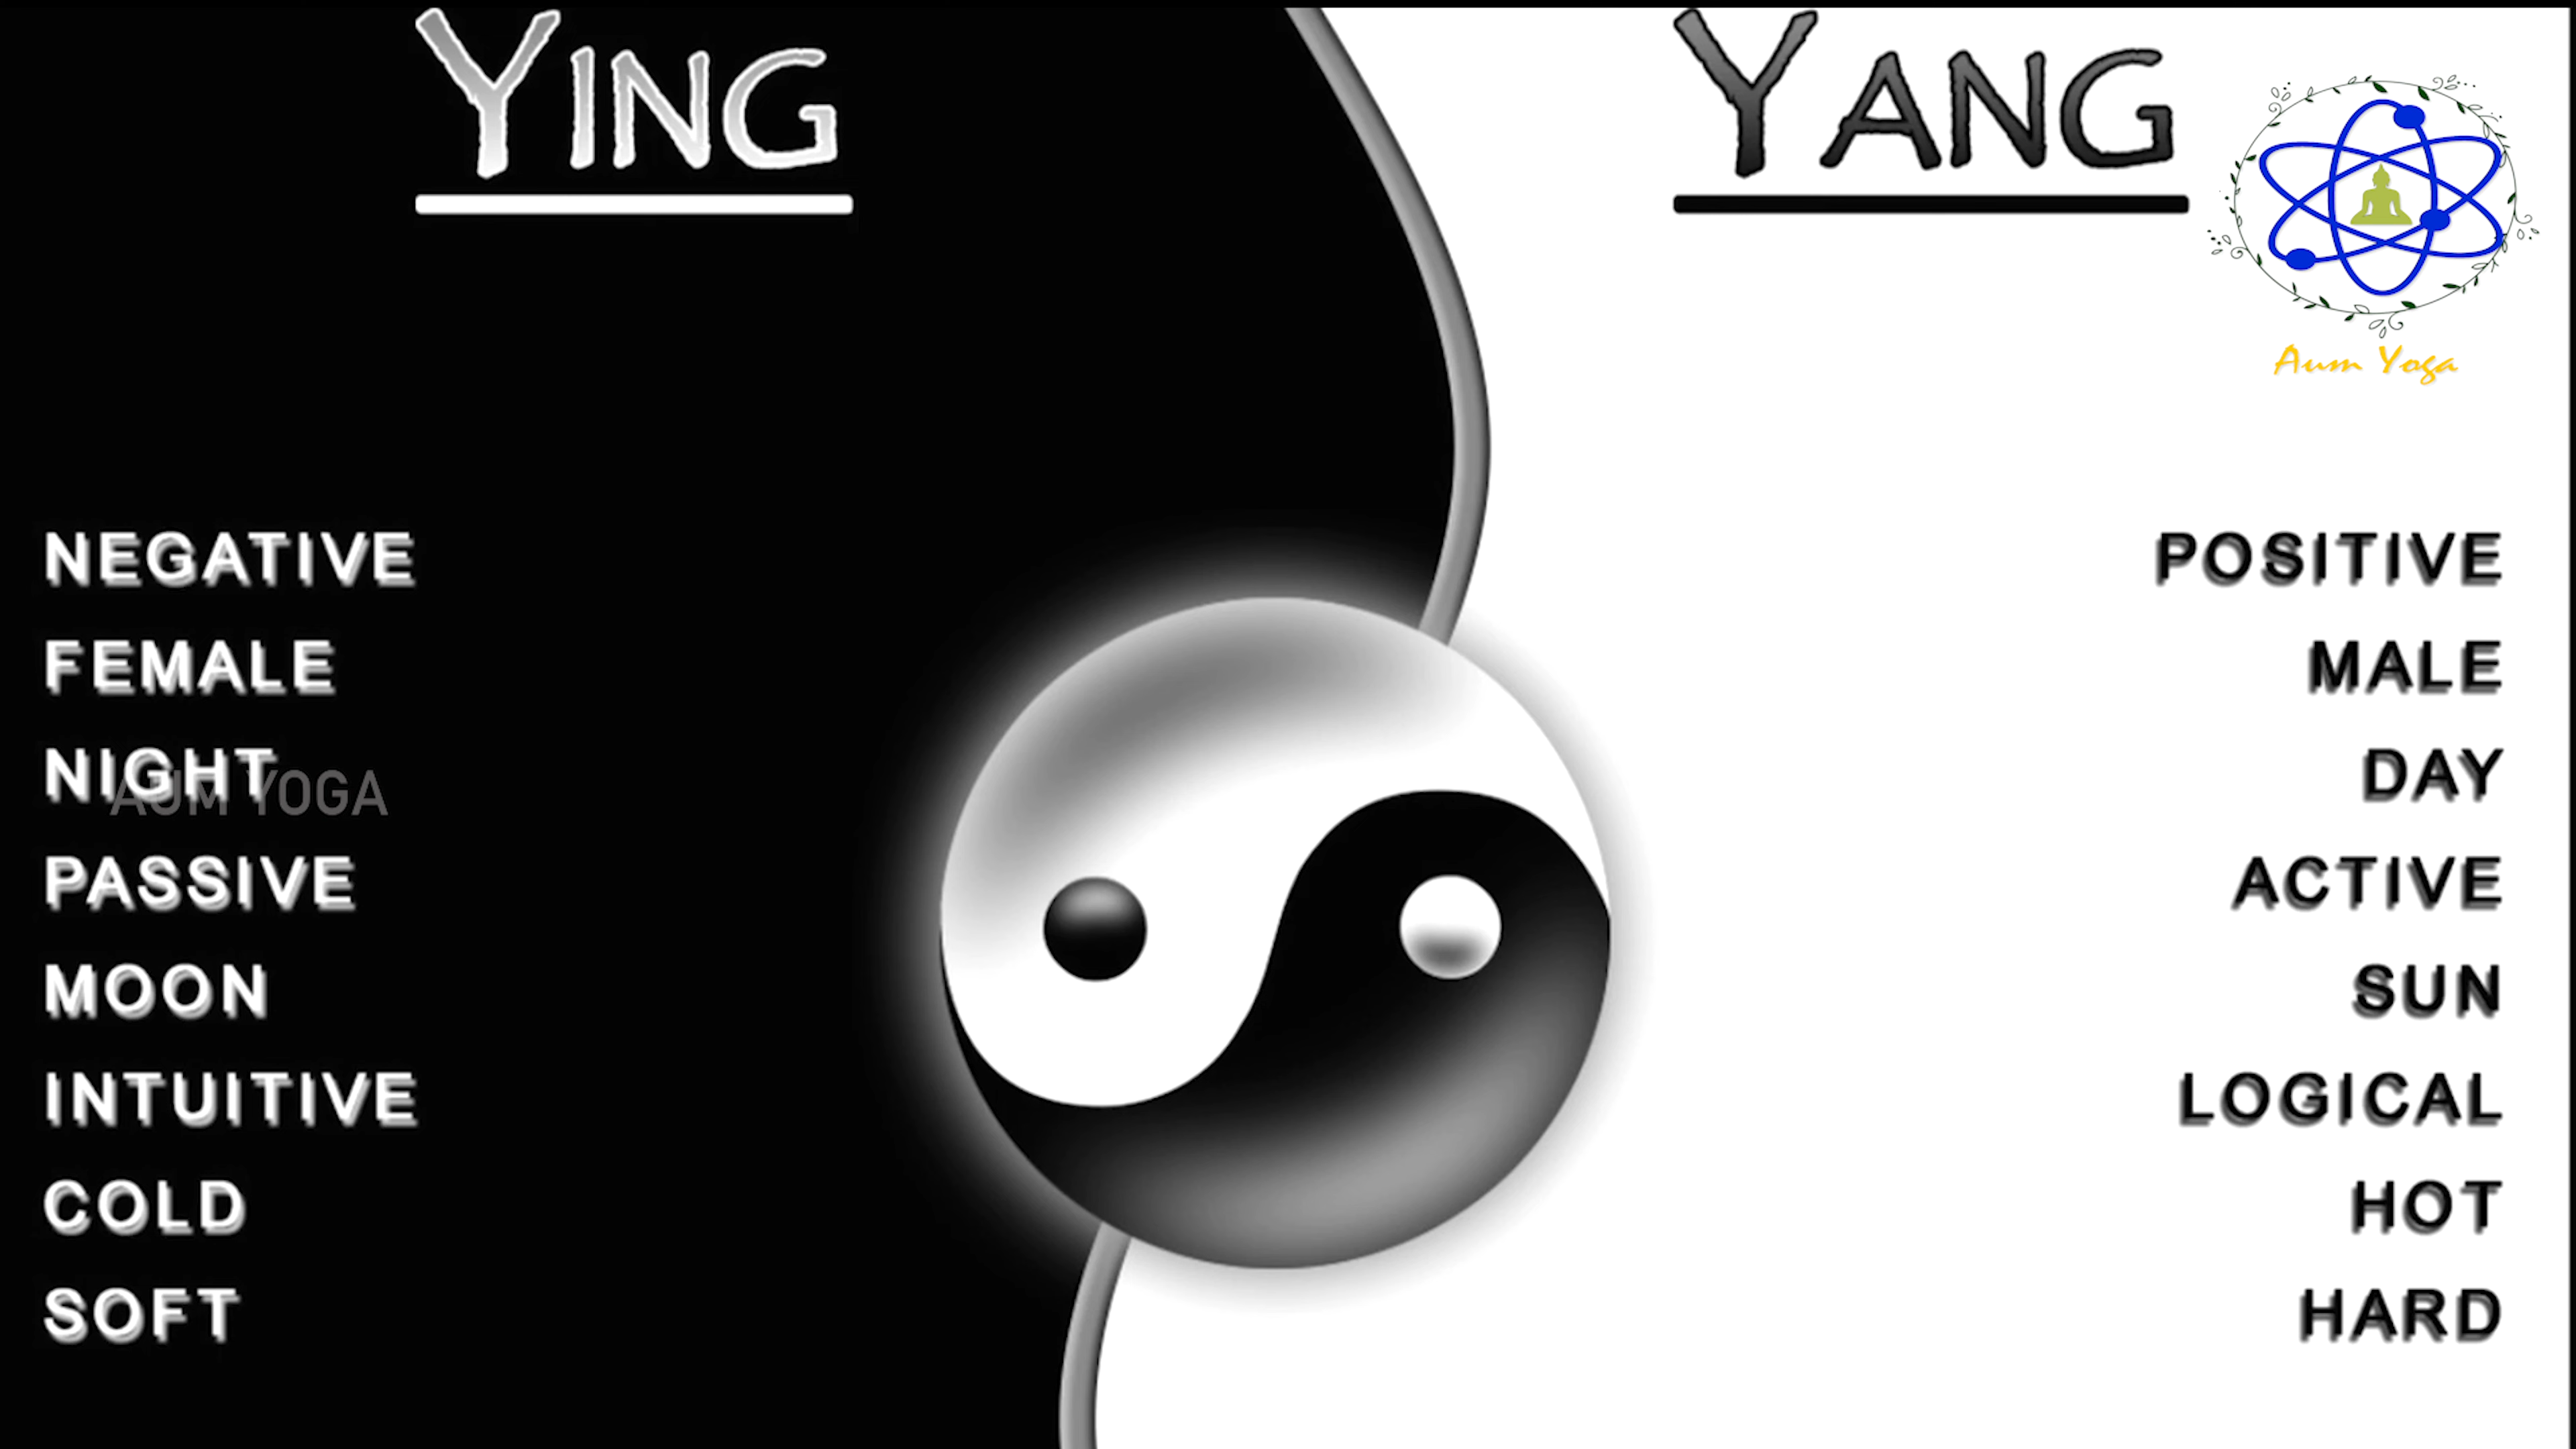 YING
YANG
Aum Yoga
NEGATIVE
FEMALE
NIGHT
AUM YOGA
PASSIVE
MOON
INTUITIVE
COLD
SOFT
POSITIVE
MALE
DAY
ACTIVE
SUN
LOGICAL
HOT
HARD